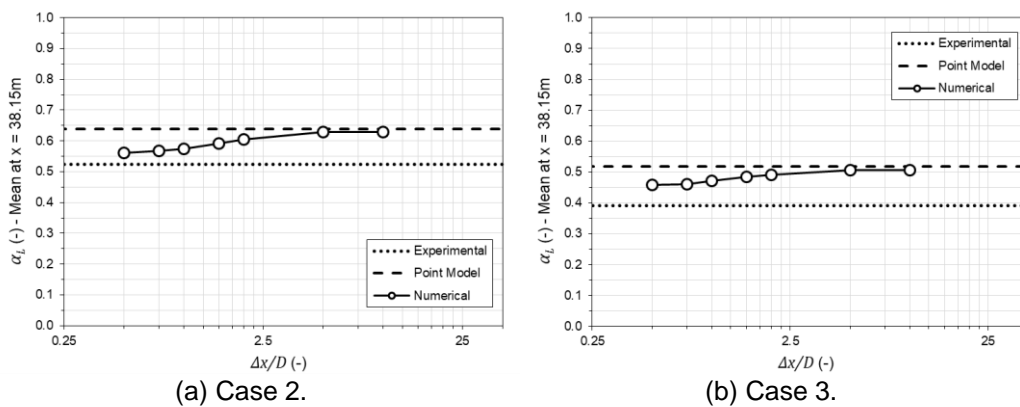 1.0
0.9
0.8
0.7
0.6
0.5
0.4
0.3
0.2
0.1
0.0
α_L (-) - Mean at x = 38.15m
Experimental
Point Model
Numerical
0.25
2.5
25
Δx/D (-)
(a) Case 2.
1.0
0.9
0.8
0.7
0.6
0.5
0.4
0.3
0.2
0.1
0.0
α_L (-) - Mean at x = 38.15m
Experimental
Point Model
Numerical
0.25
2.5
25
Δx/D (-)
(b) Case 3.